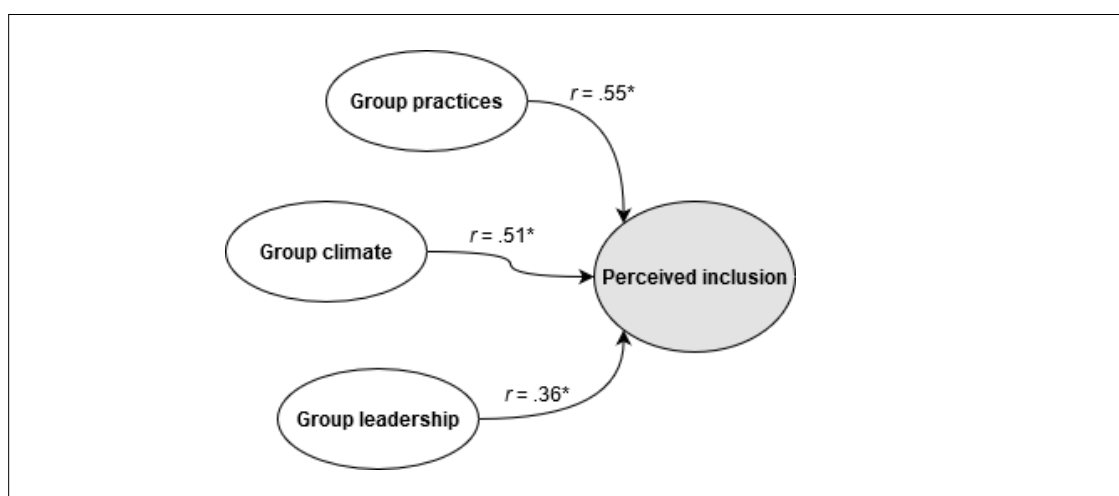 Group practices
r = .55*
Group climate
r = .51*
Perceived inclusion
Group leadership
r = .36*